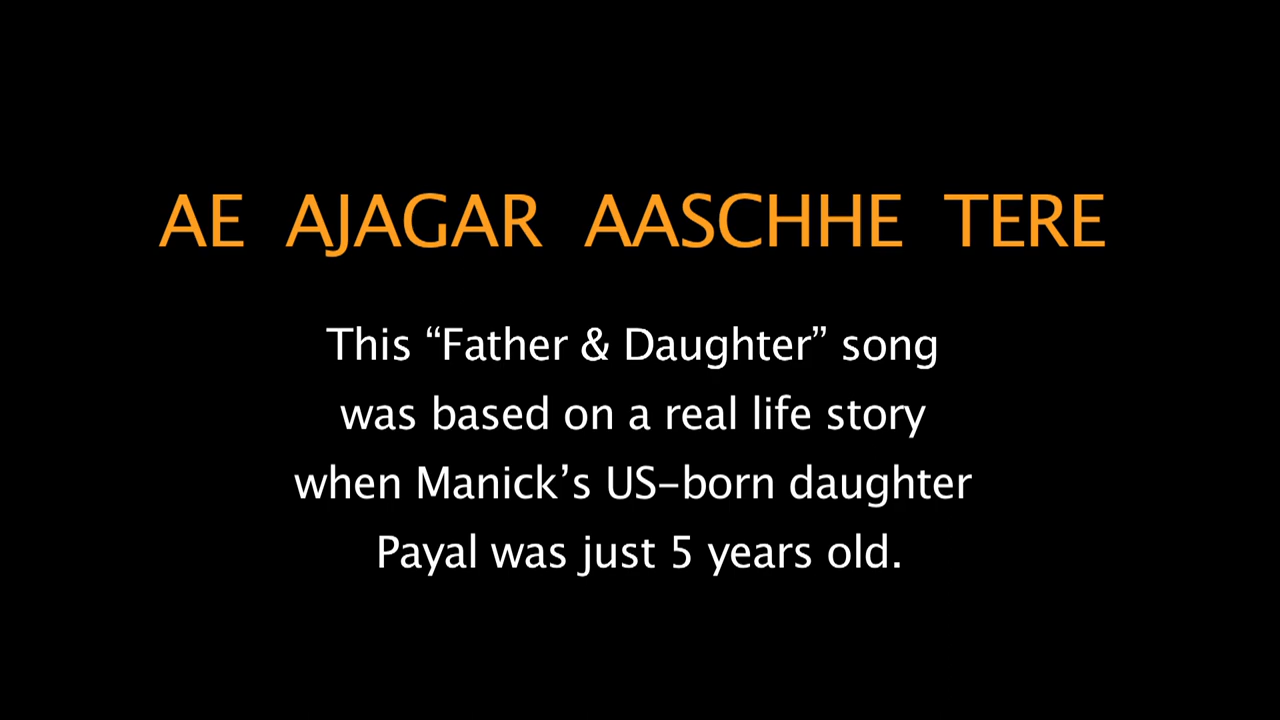 AE AJAGAR AASCHHE TERE
This “Father & Daughter” song
was based on a real life story
when Manick’s US–born daughter
Payal was just 5 years old.